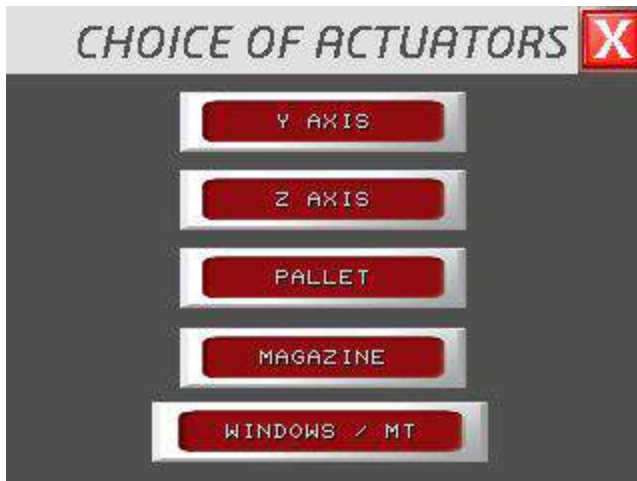 CHOICE OF ACTUATORS X
Y AXIS
Z AXIS
PALLET
MAGAZINE
WINDOWS / MT